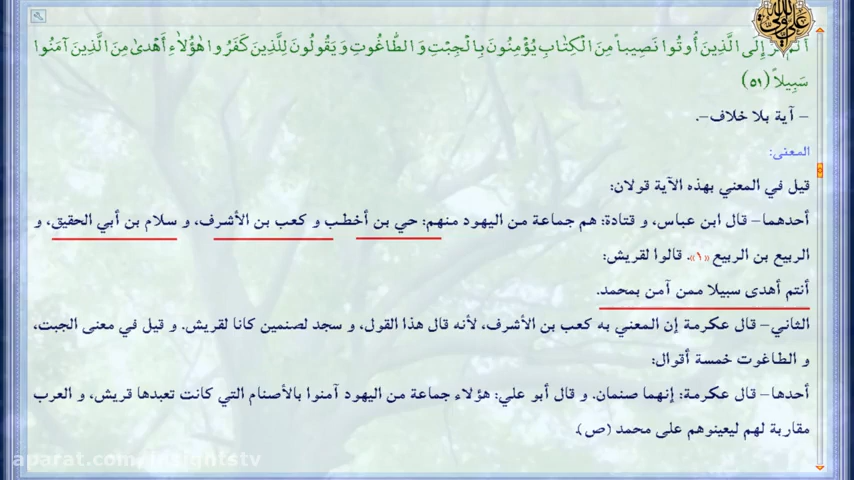 أَلَمْ تَرَ إِلَى الَّذِينَ أُوتُوا نَصِيباً مِنَ الْكِتَابِ يُؤْمِنُونَ بِالْجِبْتِ وَ الطَّاغُوتِ وَ يَقُولُونَ لِلَّذِينَ كَفَرُوا هٰؤُلاَءِ أَهْدىٰ مِنَ الَّذِينَ آمَنُوا
سَبِيلاً (٥١)
– آية بلا خلاف–.
المعنى:
قيل في المعني بهذه الآية قولان:
أحدهما– قال ابن عباس، و قتادة: هم جماعة من اليهود منهم: حي بن أخطب و كعب بن الأشرف، و سلام بن أبي الحقيق، و
الربيع بن الربيع «١». قالوا لقريش:
أنتم أهدى سبيلا ممن آمن بمحمد.
الثاني– قال عكرمة إن المعني به كعب بن الأشرف، لأنه قال هذا القول، و سجد لصنمين كانا لقريش. و قيل في معنى الجبت،
و الطاغوت خمسة أقوال:
أحدها– قال عكرمة: إنهما صنمان. و قال أبو علي: هؤلاء جماعة من اليهود آمنوا بالأصنام التي كانت تعبدها قريش، و العرب
مقاربة لهم ليعينوهم على محمد (ص).
aparat.com/insightstv